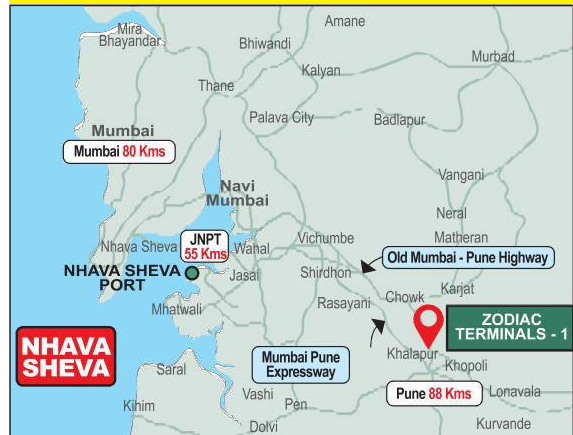 Amane
Mira
Bhayandar
Bhiwandi
Murbad
Kalyan
Thane
Palava City
Badlapur
Mumbai
Mumbai 80 Kms
Vangani
Navi
Mumbai
Neral
Matheran
Nhava Sheva
JNPT
55 Kms
Wahal
Vichumbe
Old Mumbai - Pune Highway
NHAVA SHEVA
PORT
Jasal
Shirdhon
Karjat
Mhatwali
Rasayani
Chowk
ZODIAC
TERMINALS - 1
NHAVA
SHEVA
Mumbai Pune
Expressway
Khalapur
Khopoli
Saral
Vashi
Pune 88 Kms
Lonavala
Kihim
Pen
Dolvi
Kurvande